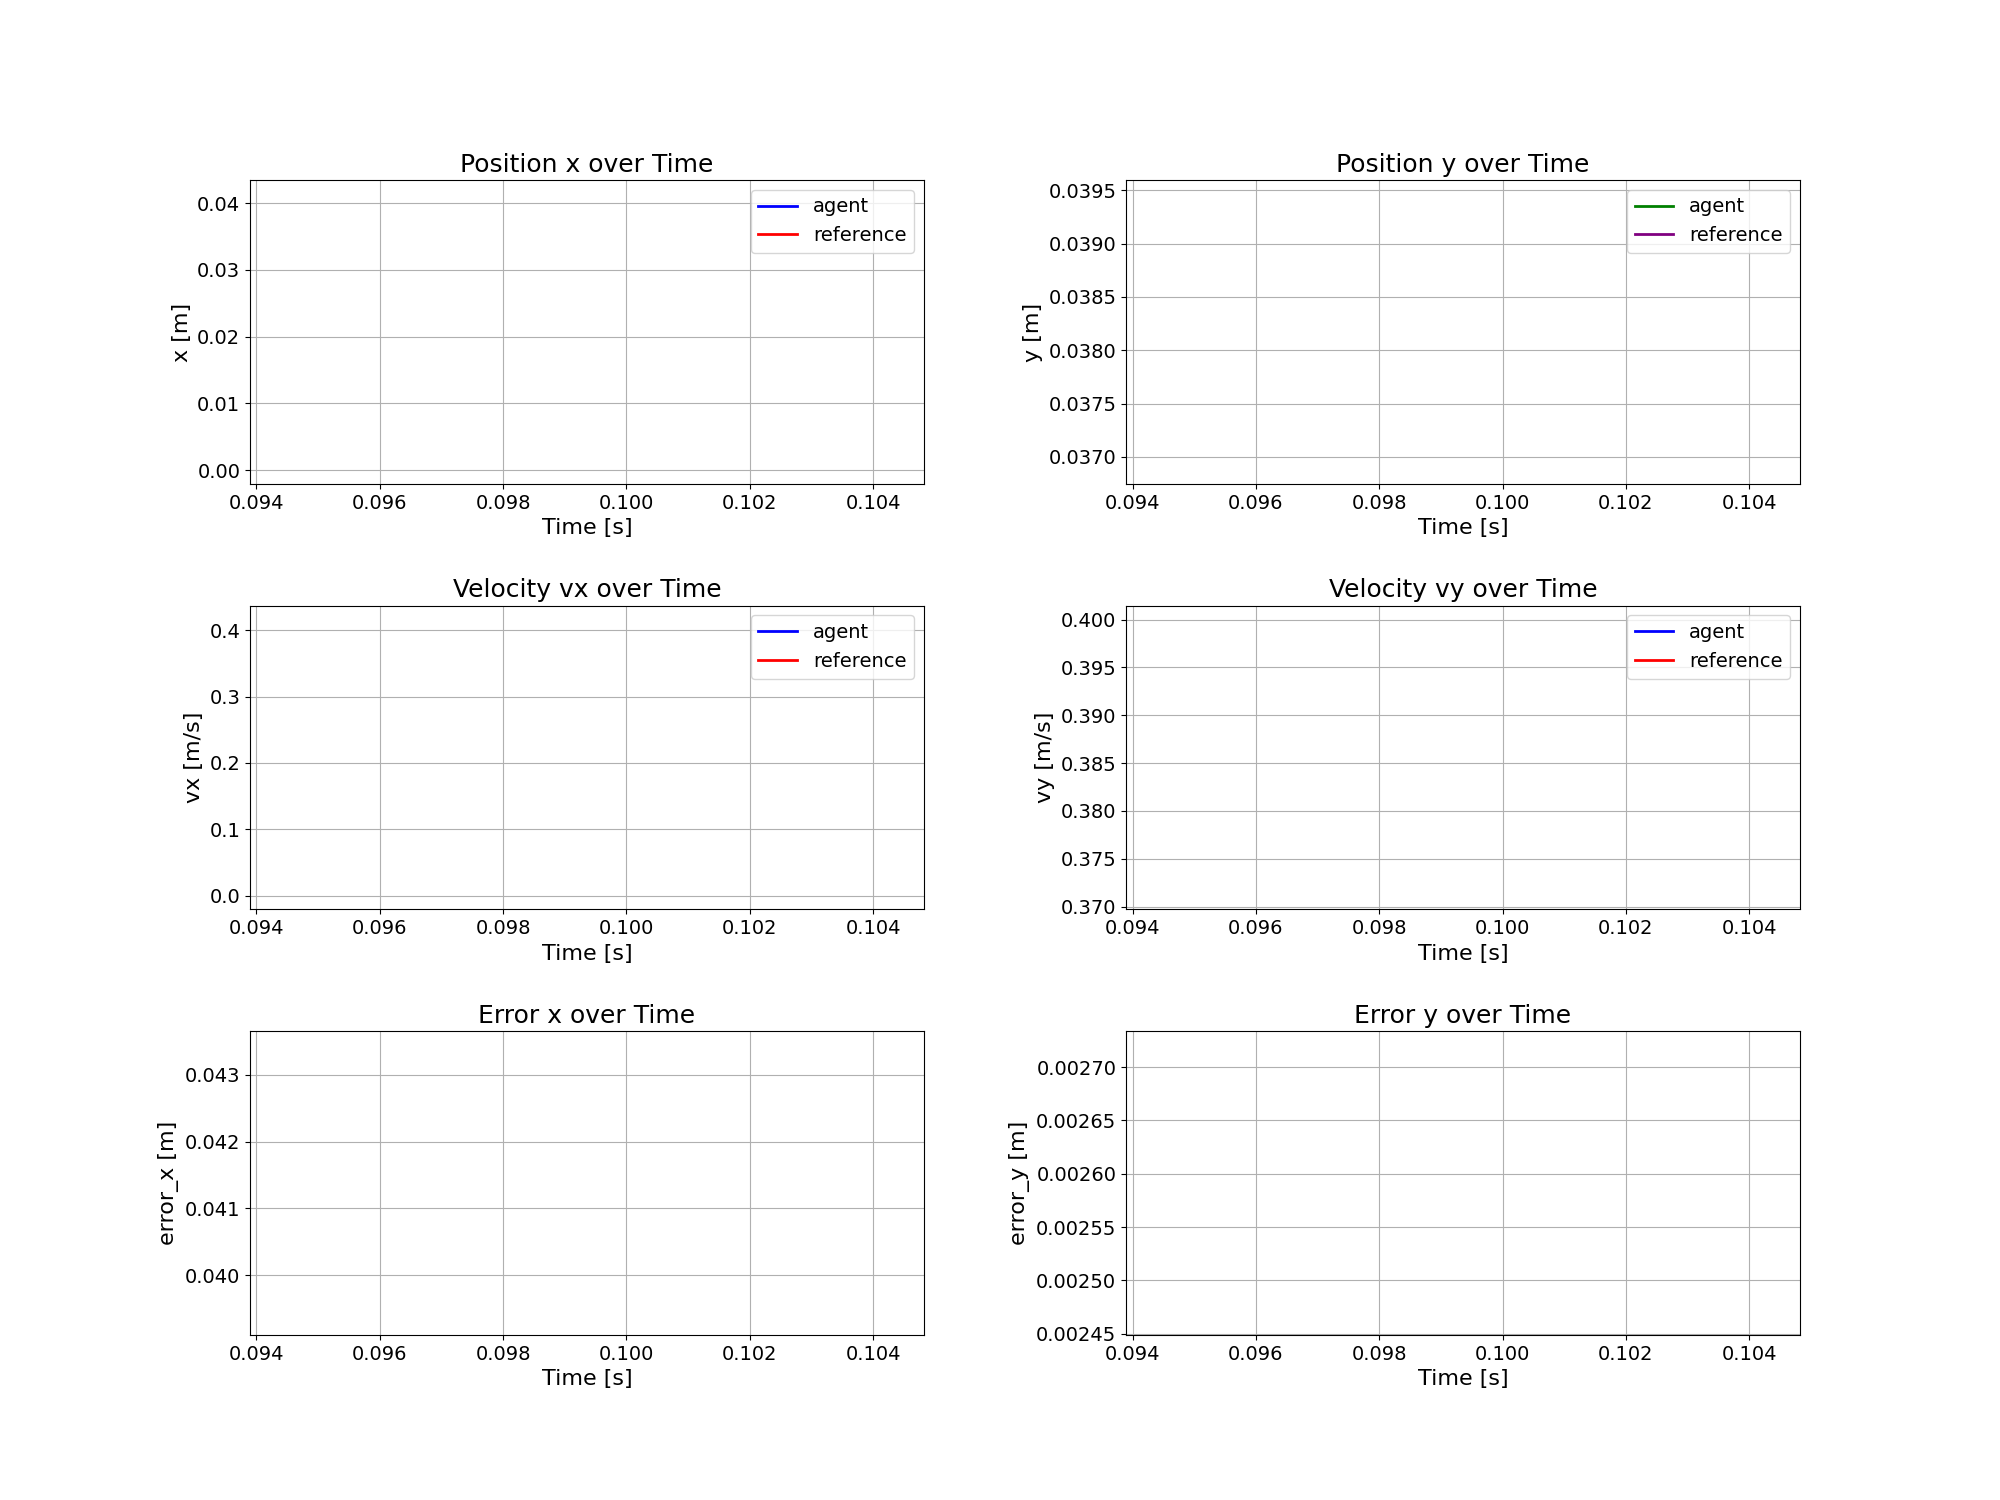 Position x over Time
0.04
0.03
0.02
0.01
0.00
x [m]
agent
reference
0.094 0.096 0.098 0.100 0.102 0.104
Time [s]
Position y over Time
0.0395
0.0390
0.0385
0.0380
0.0375
0.0370
y [m]
agent
reference
0.094 0.096 0.098 0.100 0.102 0.104
Time [s]
Velocity vx over Time
0.4
0.3
0.2
0.1
0.0
vx [m/s]
agent
reference
0.094 0.096 0.098 0.100 0.102 0.104
Time [s]
Velocity vy over Time
0.400
0.395
0.390
0.385
0.380
0.375
0.370
vy [m/s]
agent
reference
0.094 0.096 0.098 0.100 0.102 0.104
Time [s]
Error x over Time
0.043
0.042
0.041
0.040
error_x [m]
0.094 0.096 0.098 0.100 0.102 0.104
Time [s]
Error y over Time
0.00270
0.00265
0.00260
0.00255
0.00250
0.00245
error_y [m]
0.094 0.096 0.098 0.100 0.102 0.104
Time [s]